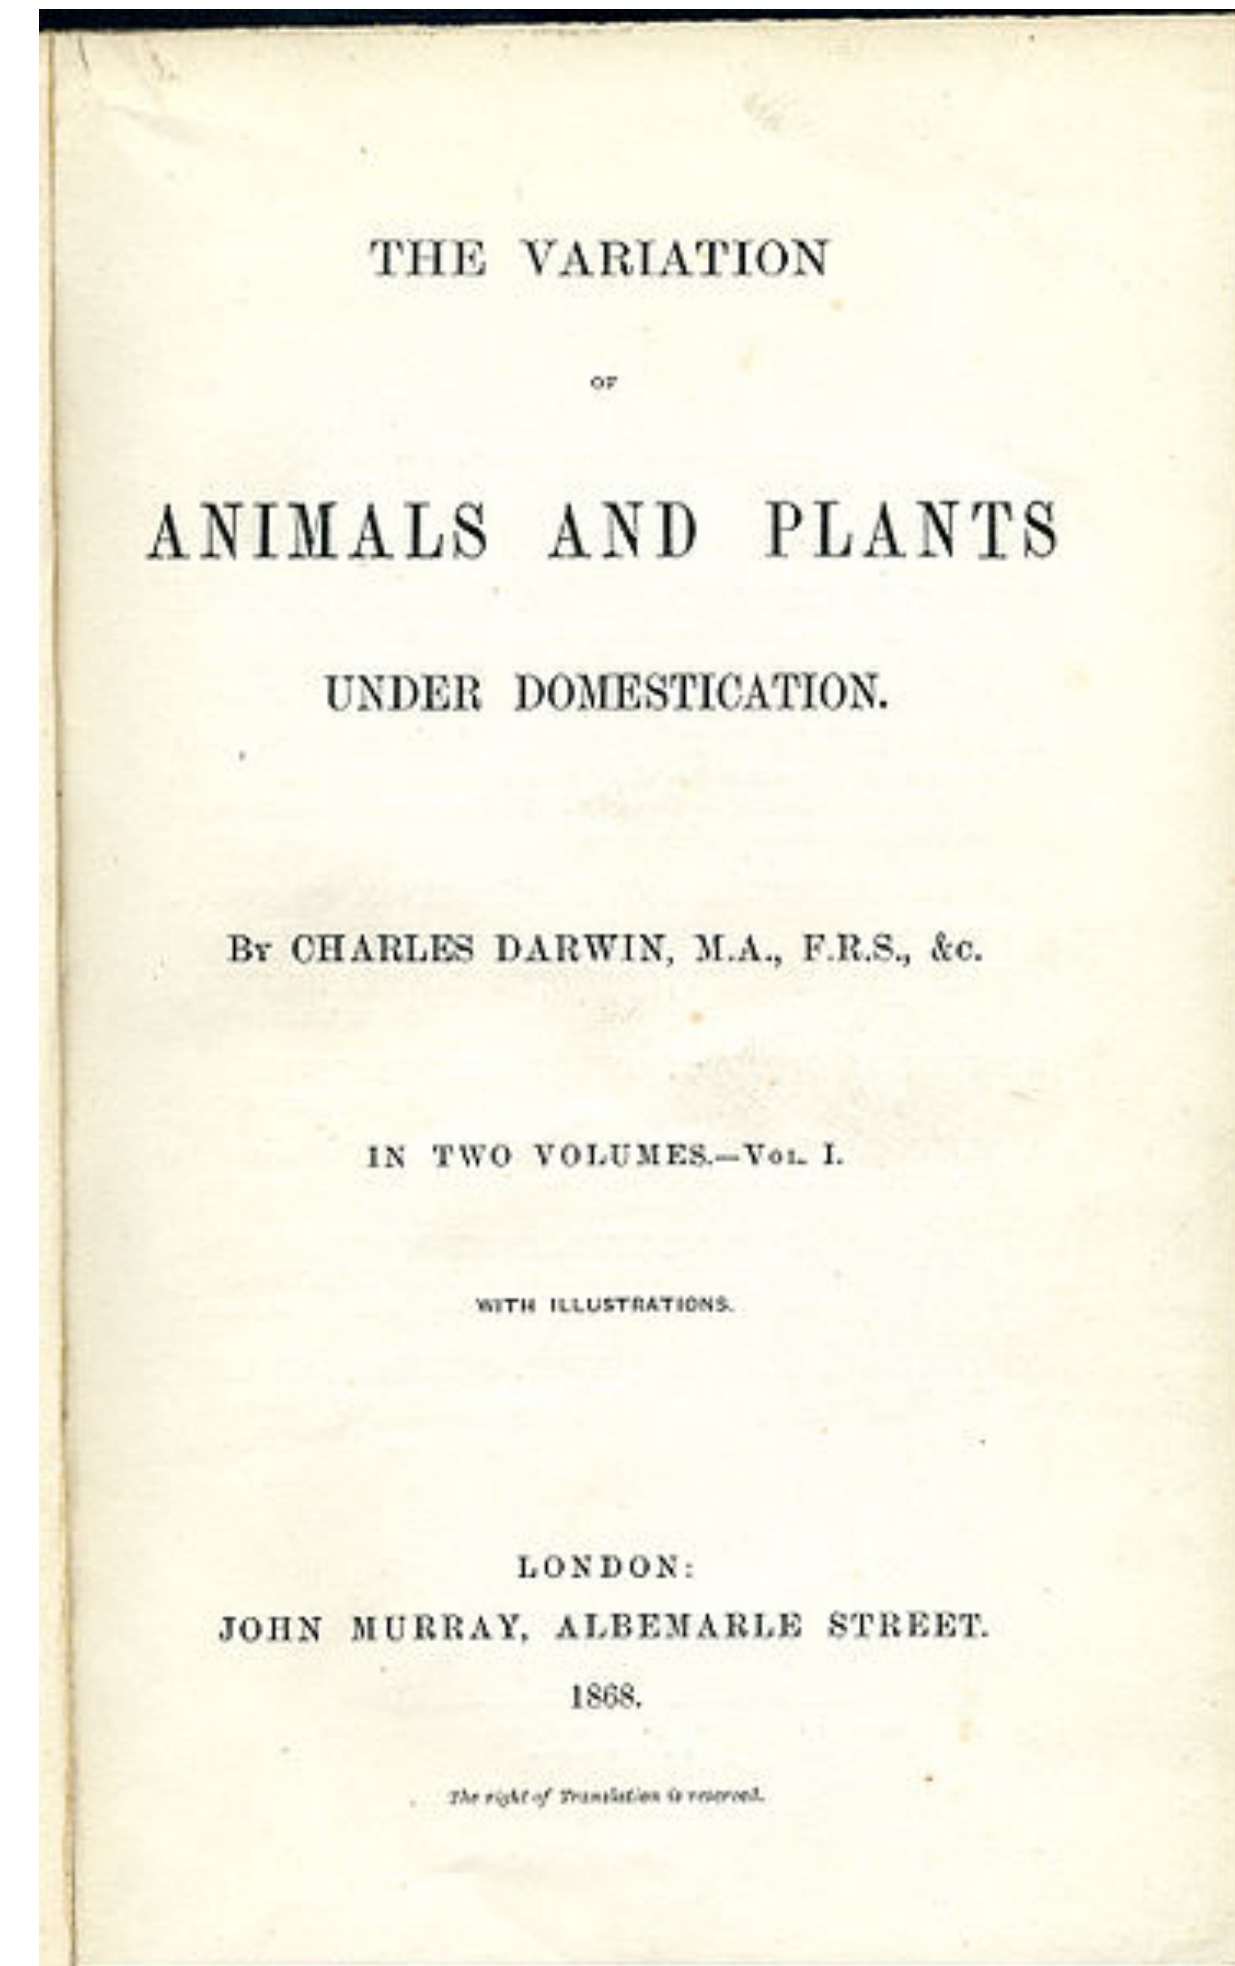 THE VARIATION
OF
ANIMALS AND PLANTS
UNDER DOMESTICATION.
By CHARLES DARWIN, M.A., F.R.S., &c.
IN TWO VOLUMES.—Vol. I.
WITH ILLUSTRATIONS.
LONDON:
JOHN MURRAY, ALBEMARLE STREET.
1868.
The right of Translation is reserved.